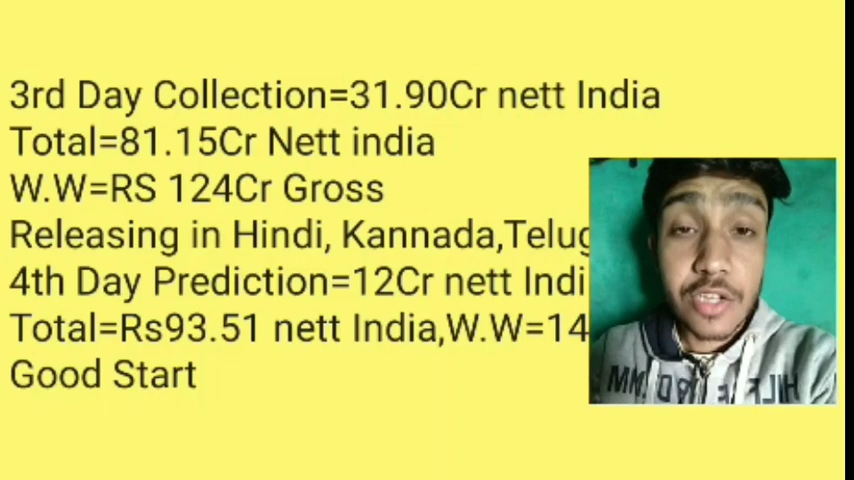 3rd Day Collection=31.90Cr nett India
Total=81.15Cr Nett india
W.W=RS 124Cr Gross
Releasing in Hindi, Kannada,Telug
4th Day Prediction=12Cr nett Indi
Total=Rs93.51 nett India,W.W=14
Good Start